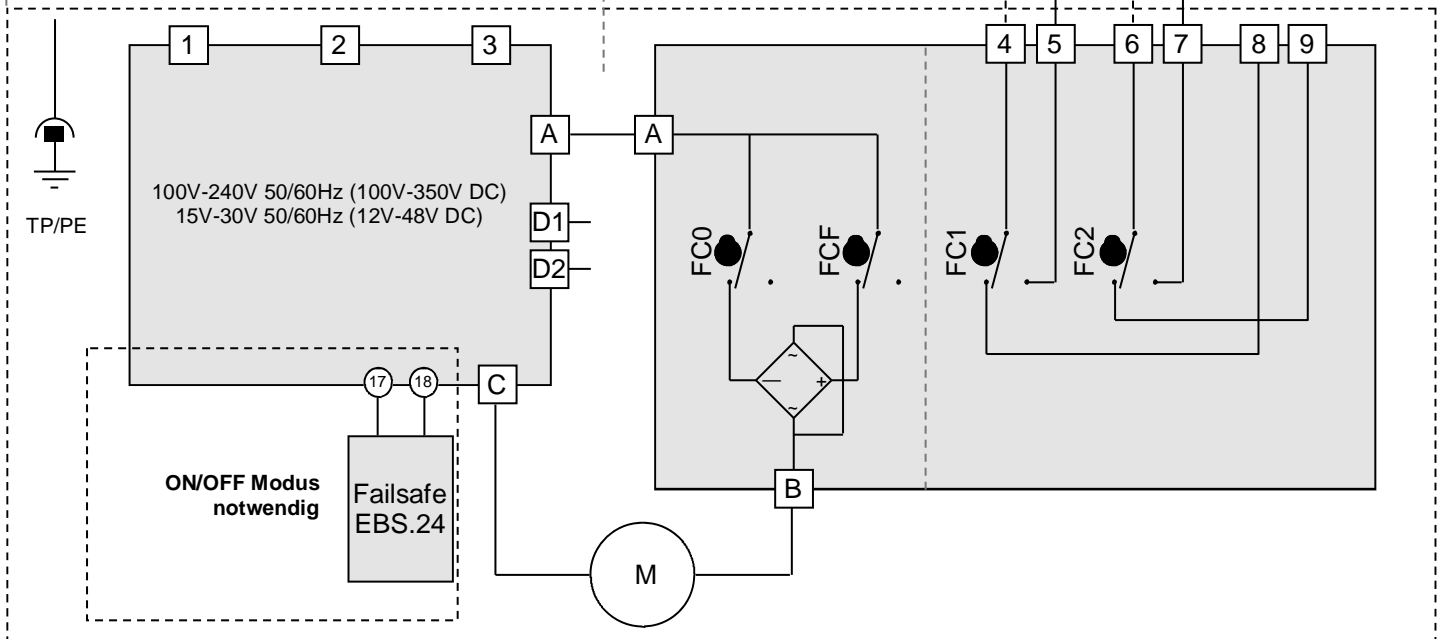 1 2 3 4 5 6 7 8 9
A A
100V-240V 50/60Hz (100V-350V DC)
15V-30V 50/60Hz (12V-48V DC)
TP/PE
D1
D2
FC0 FCF FC1 FC2
~
— +
~
17 18 C
ON/OFF Modus
notwendig
Failsafe
EBS.24
B
M